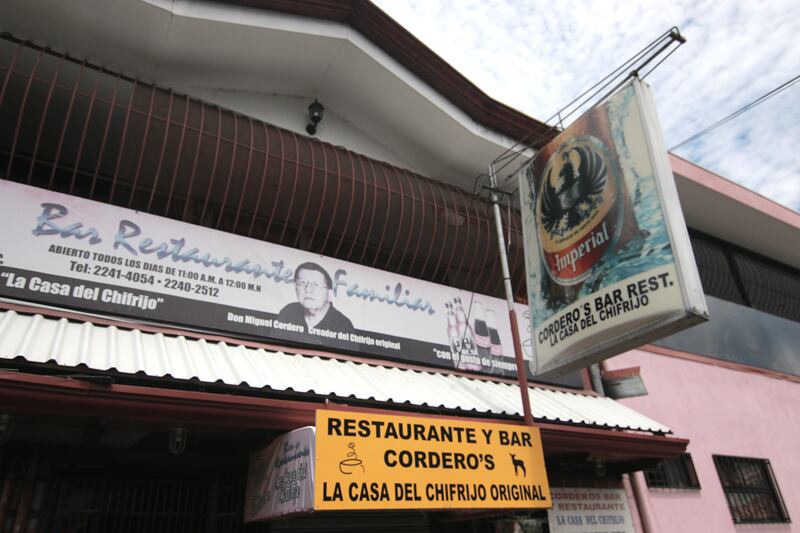 Bar Restaurante Familiar
ABIERTO TODOS LOS DIAS DE 11:00 A.M. A 12:00 M.N
Tel: 2241-4054 - 2240-2512
"La Casa del Chifrijo"
Don Miguel Cordero Creador del Chifrijo original
"con el gusto de siempre
Imperial
CORDERO'S BAR REST.
LA CASA DEL CHIFRIJO
RESTAURANTE Y BAR
CORDERO'S
LA CASA DEL CHIFRIJO ORIGINAL
CORDERO'S BAR
RESTAURANTE
LA CASA DEL